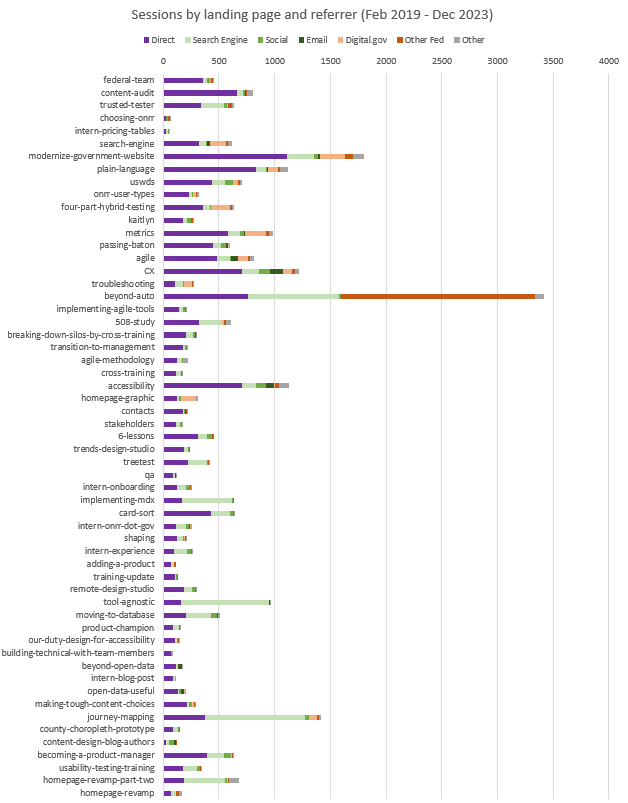 Sessions by landing page and referrer (Feb 2019 - Dec 2023)
Direct Search Engine Social Email Digital.gov Other Fed Other
0 500 1000 1500 2000 2500 3000 3500 4000
federal-team
content-audit
trusted-tester
choosing-onrr
intern-pricing-tables
search-engine
modernize-government-website
plain-language
uswds
onrr-user-types
four-part-hybrid-testing
kaitlyn
metrics
passing-baton
agile
CX
troubleshooting
beyond-auto
implementing-agile-tools
508-study
breaking-down-silos-by-cross-training
transition-to-management
agile-methodology
cross-training
accessibility
homepage-graphic
contacts
stakeholders
6-lessons
trends-design-studio
treetest
qa
intern-onboarding
implementing-mdx
card-sort
intern-onrr-dot-gov
shaping
intern-experience
adding-a-product
training-update
remote-design-studio
tool-agnostic
moving-to-database
product-champion
our-duty-design-for-accessibility
building-technical-with-team-members
beyond-open-data
intern-blog-post
open-data-useful
making-tough-content-choices
journey-mapping
county-choropleth-prototype
content-design-blog-authors
becoming-a-product-manager
usability-testing-training
homepage-revamp-part-two
homepage-revamp